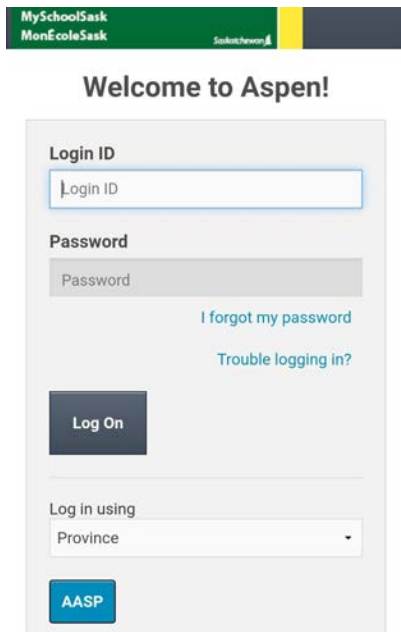 MySchoolSask
MonÉcoleSask
Saskatchewan
Welcome to Aspen!
Login ID
Login ID
Password
Password
I forgot my password
Trouble logging in?
Log On
Log in using
Province
AASP